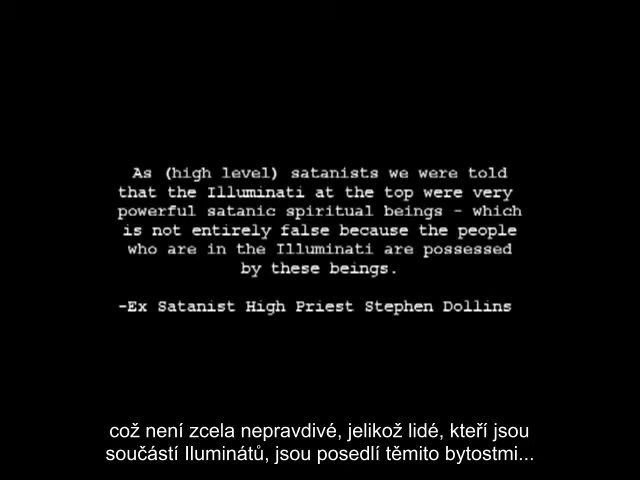 As (high level) satanists we were told
that the Illuminati at the top were very
powerful satanic spiritual beings - which
is not entirely false because the people
who are in the Illuminati are possessed
by these beings.
-Ex Satanist High Priest Stephen Dollins
což není zcela nepravdivé, jelikož lidé, kteří jsou
součástí Iluminátů, jsou posedlí těmito bytostmi...